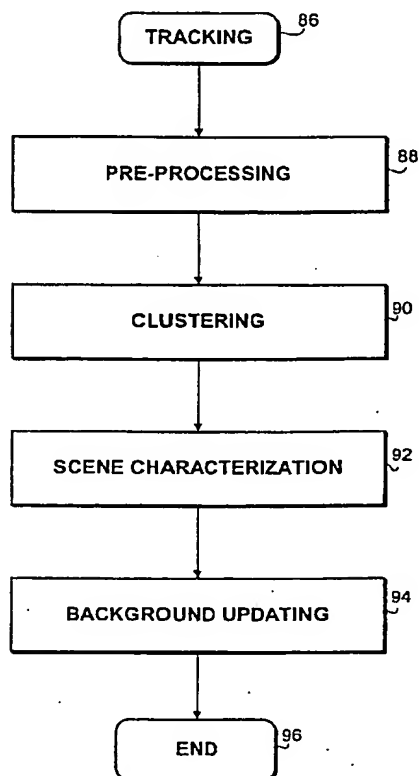 TRACKING 86
PRE-PROCESSING 88
CLUSTERING 90
SCENE CHARACTERIZATION 92
BACKGROUND UPDATING 94
END 96